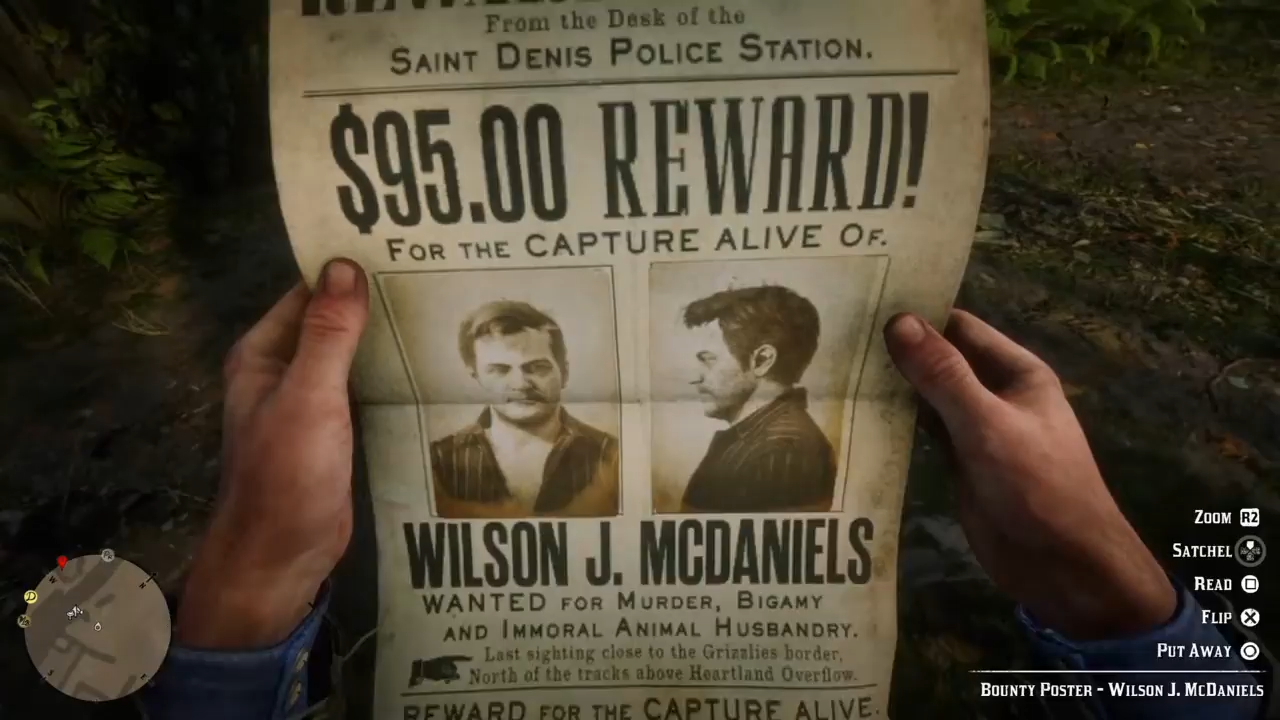 From the Desk of the
SAINT DENIS POLICE STATION.
$95.00 REWARD!
FOR THE CAPTURE ALIVE OF.
WILSON J. MCDANIELS
WANTED FOR MURDER, BIGAMY
AND IMMORAL ANIMAL HUSBANDRY.
Last sighting close to the Grizzlies border,
North of the tracks above Heartland Overflow.
REWARD FOR THE CAPTURE ALIVE.
ZOOM R2
SATCHEL
READ
FLIP
PUT AWAY
BOUNTY POSTER - WILSON J. MCDANIELS